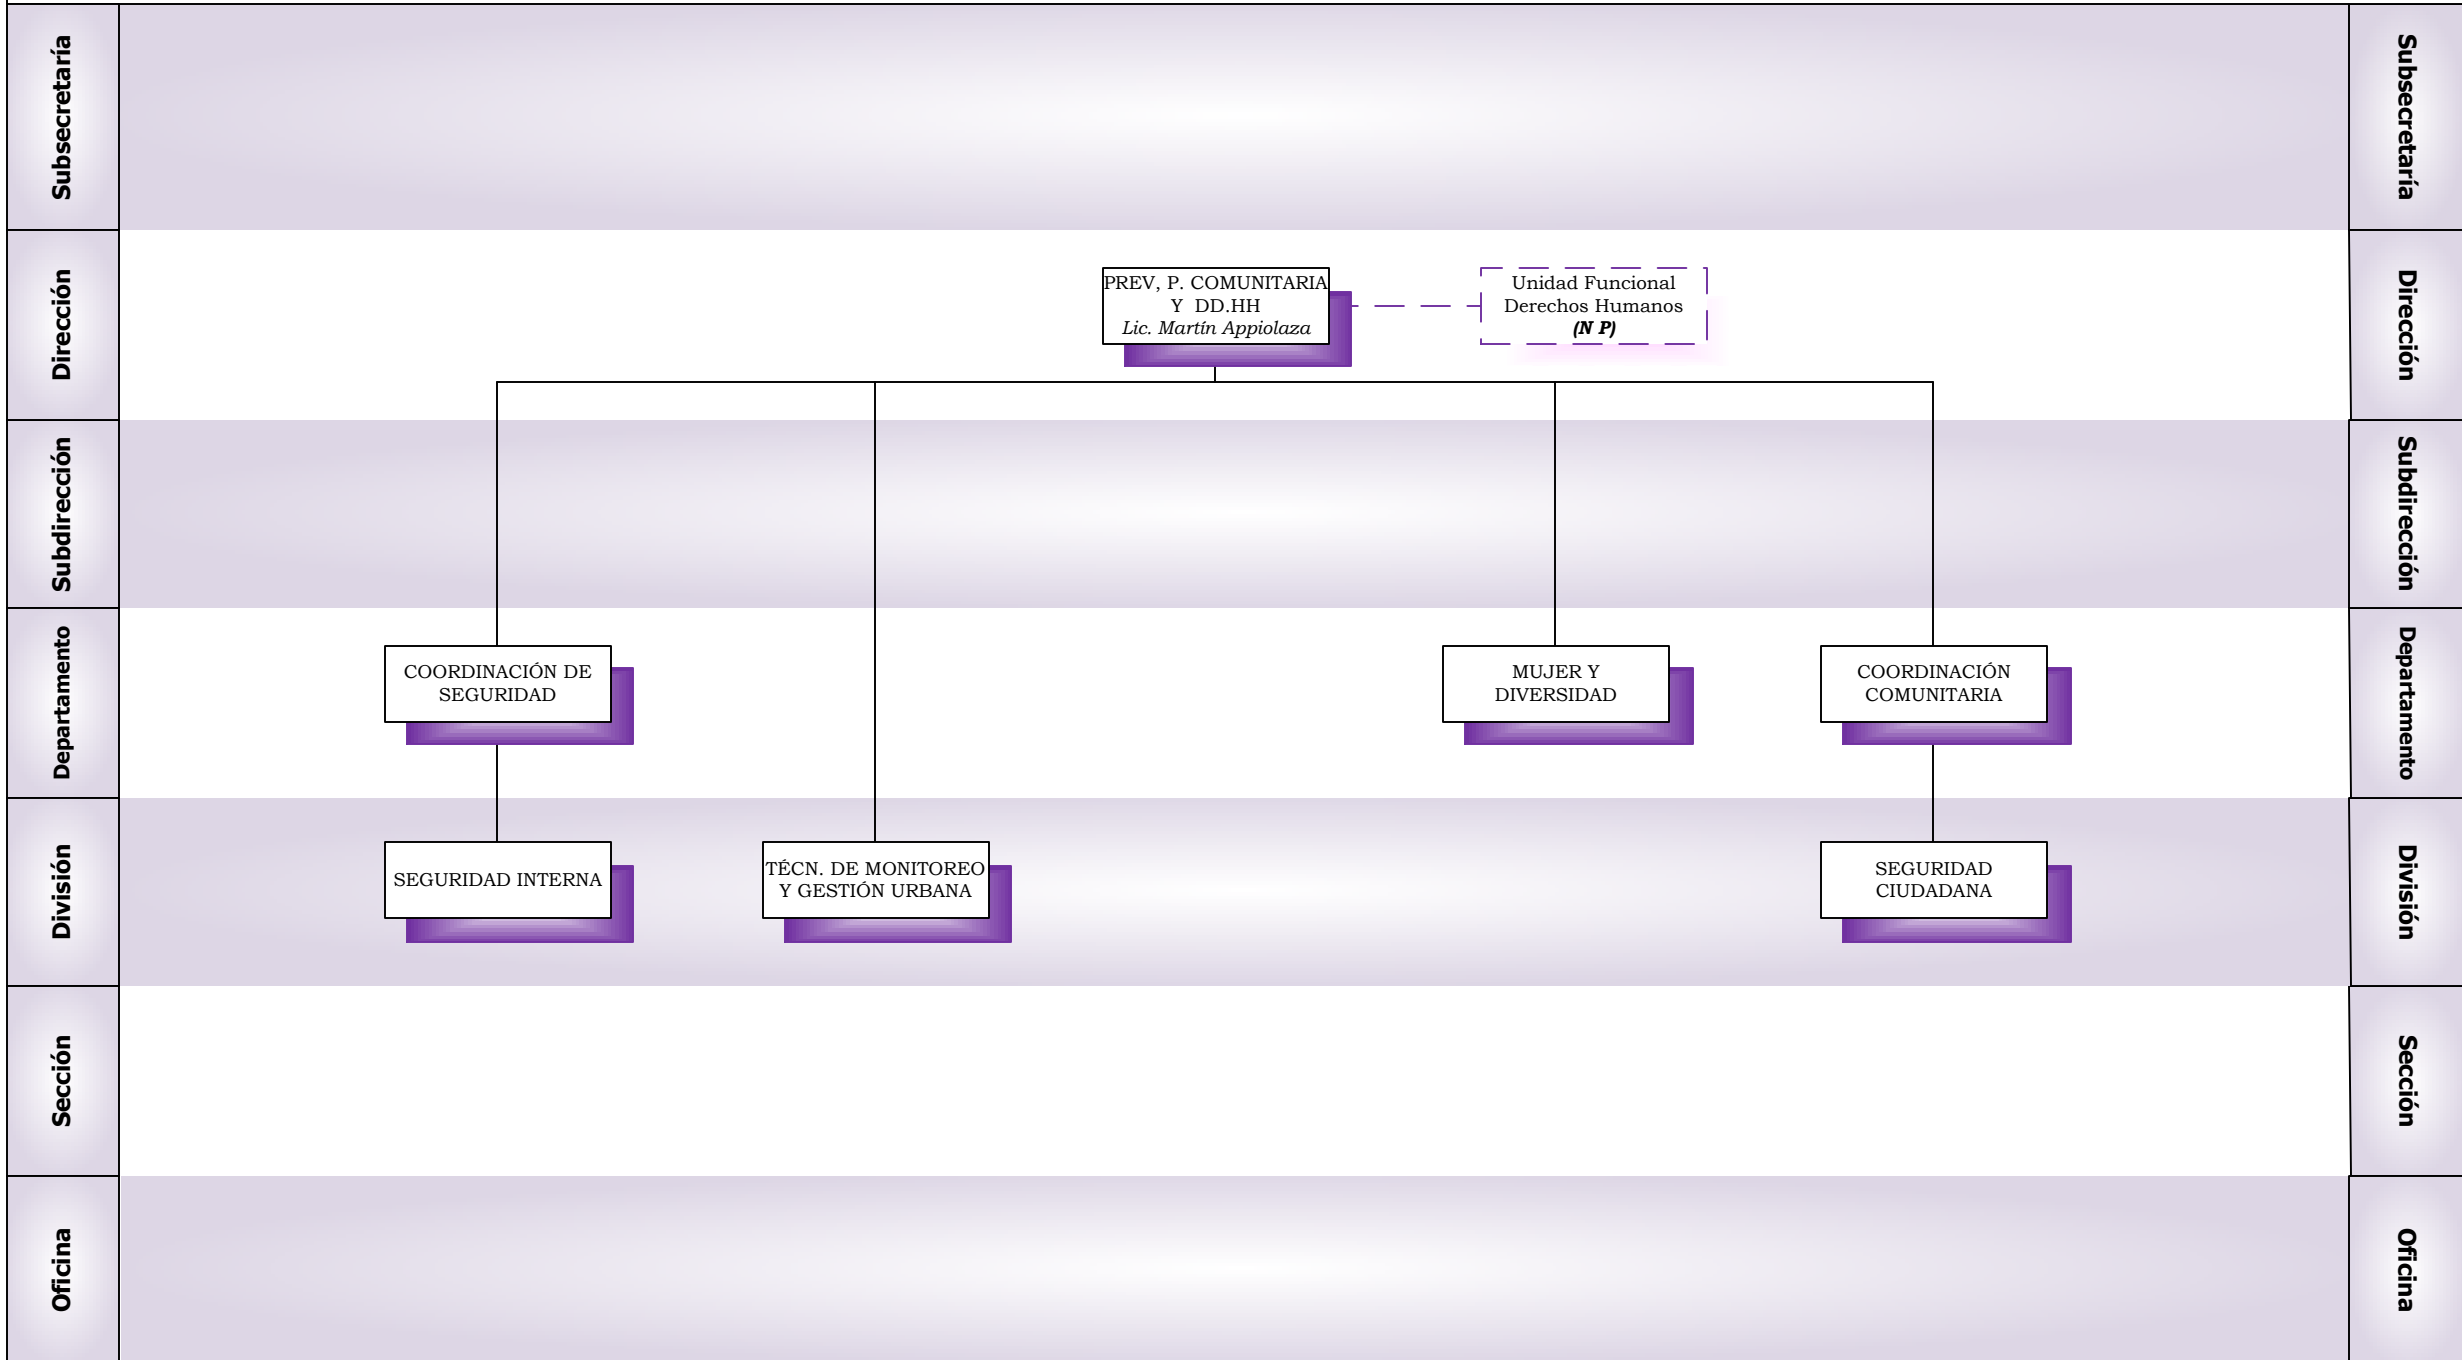 Subsecretaría
Subsecretaría
Dirección
PREV, P. COMUNITARIA
Y DD.HH
Lic. Martín Appiolaza
Unidad Funcional
Derechos Humanos
(N P)
Dirección
Subdirección
Subdirección
Departamento
COORDINACIÓN DE
SEGURIDAD
MUJER Y
DIVERSIDAD
COORDINACIÓN
COMUNITARIA
Departamento
División
SEGURIDAD INTERNA
TÉCN. DE MONITOREO
Y GESTIÓN URBANA
SEGURIDAD
CIUDADANA
División
Sección
Sección
Oficina
Oficina